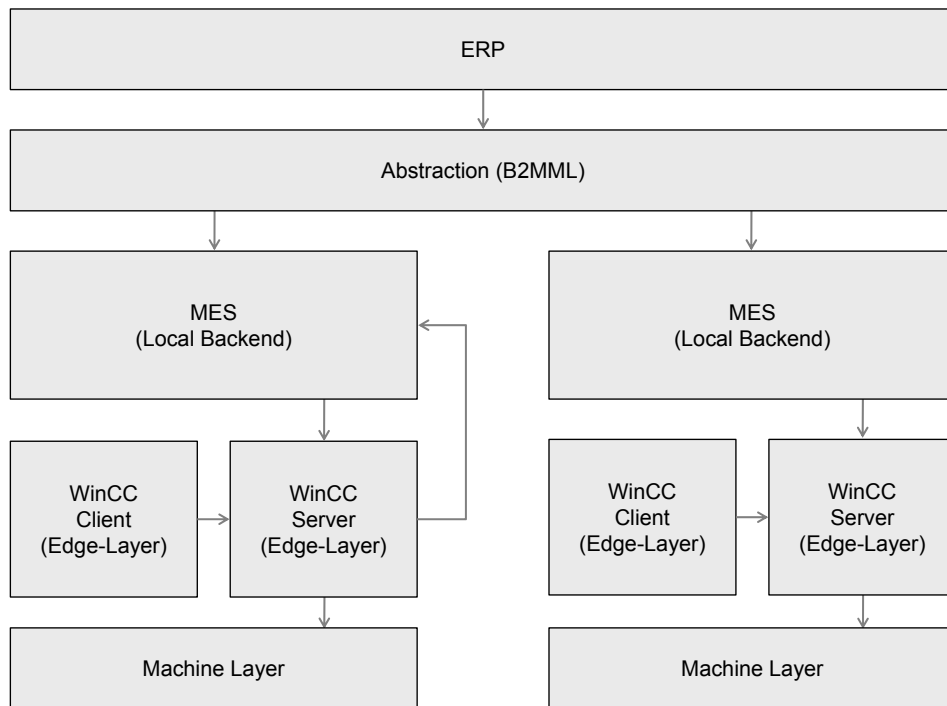 ERP
Abstraction (B2MML)
MES
(Local Backend)
MES
(Local Backend)
WinCC
Client
(Edge-Layer)
WinCC
Server
(Edge-Layer)
WinCC
Client
(Edge-Layer)
WinCC
Server
(Edge-Layer)
Machine Layer
Machine Layer